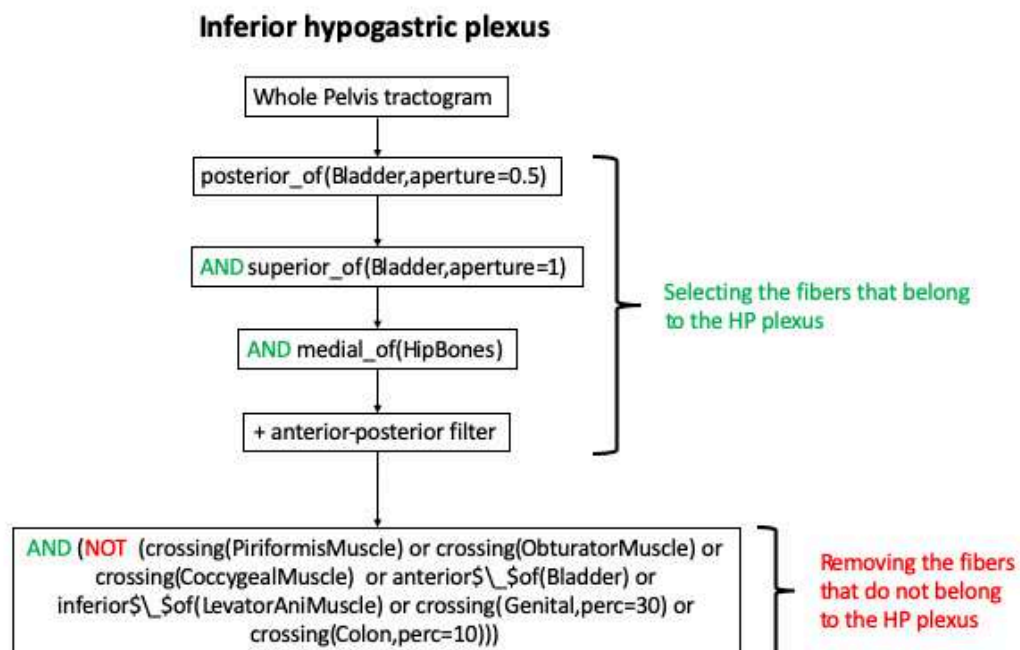 Inferior hypogastric plexus
Whole Pelvis tractogram
posterior_of(Bladder,aperture=0.5)
AND superior_of(Bladder,aperture=1)
AND medial_of(HipBones)
+ anterior-posterior filter
Selecting the fibers that belong
to the HP plexus
AND (NOT (crossing(PiriformisMuscle) or crossing(ObturatorMuscle) or
crossing(CoccygealMuscle) or anterior$\_$of(Bladder) or
inferior$\_$of(LevatorAniMuscle) or crossing(Genital,perc=30) or
crossing(Colon,perc=10)))
Removing the fibers
that do not belong
to the HP plexus